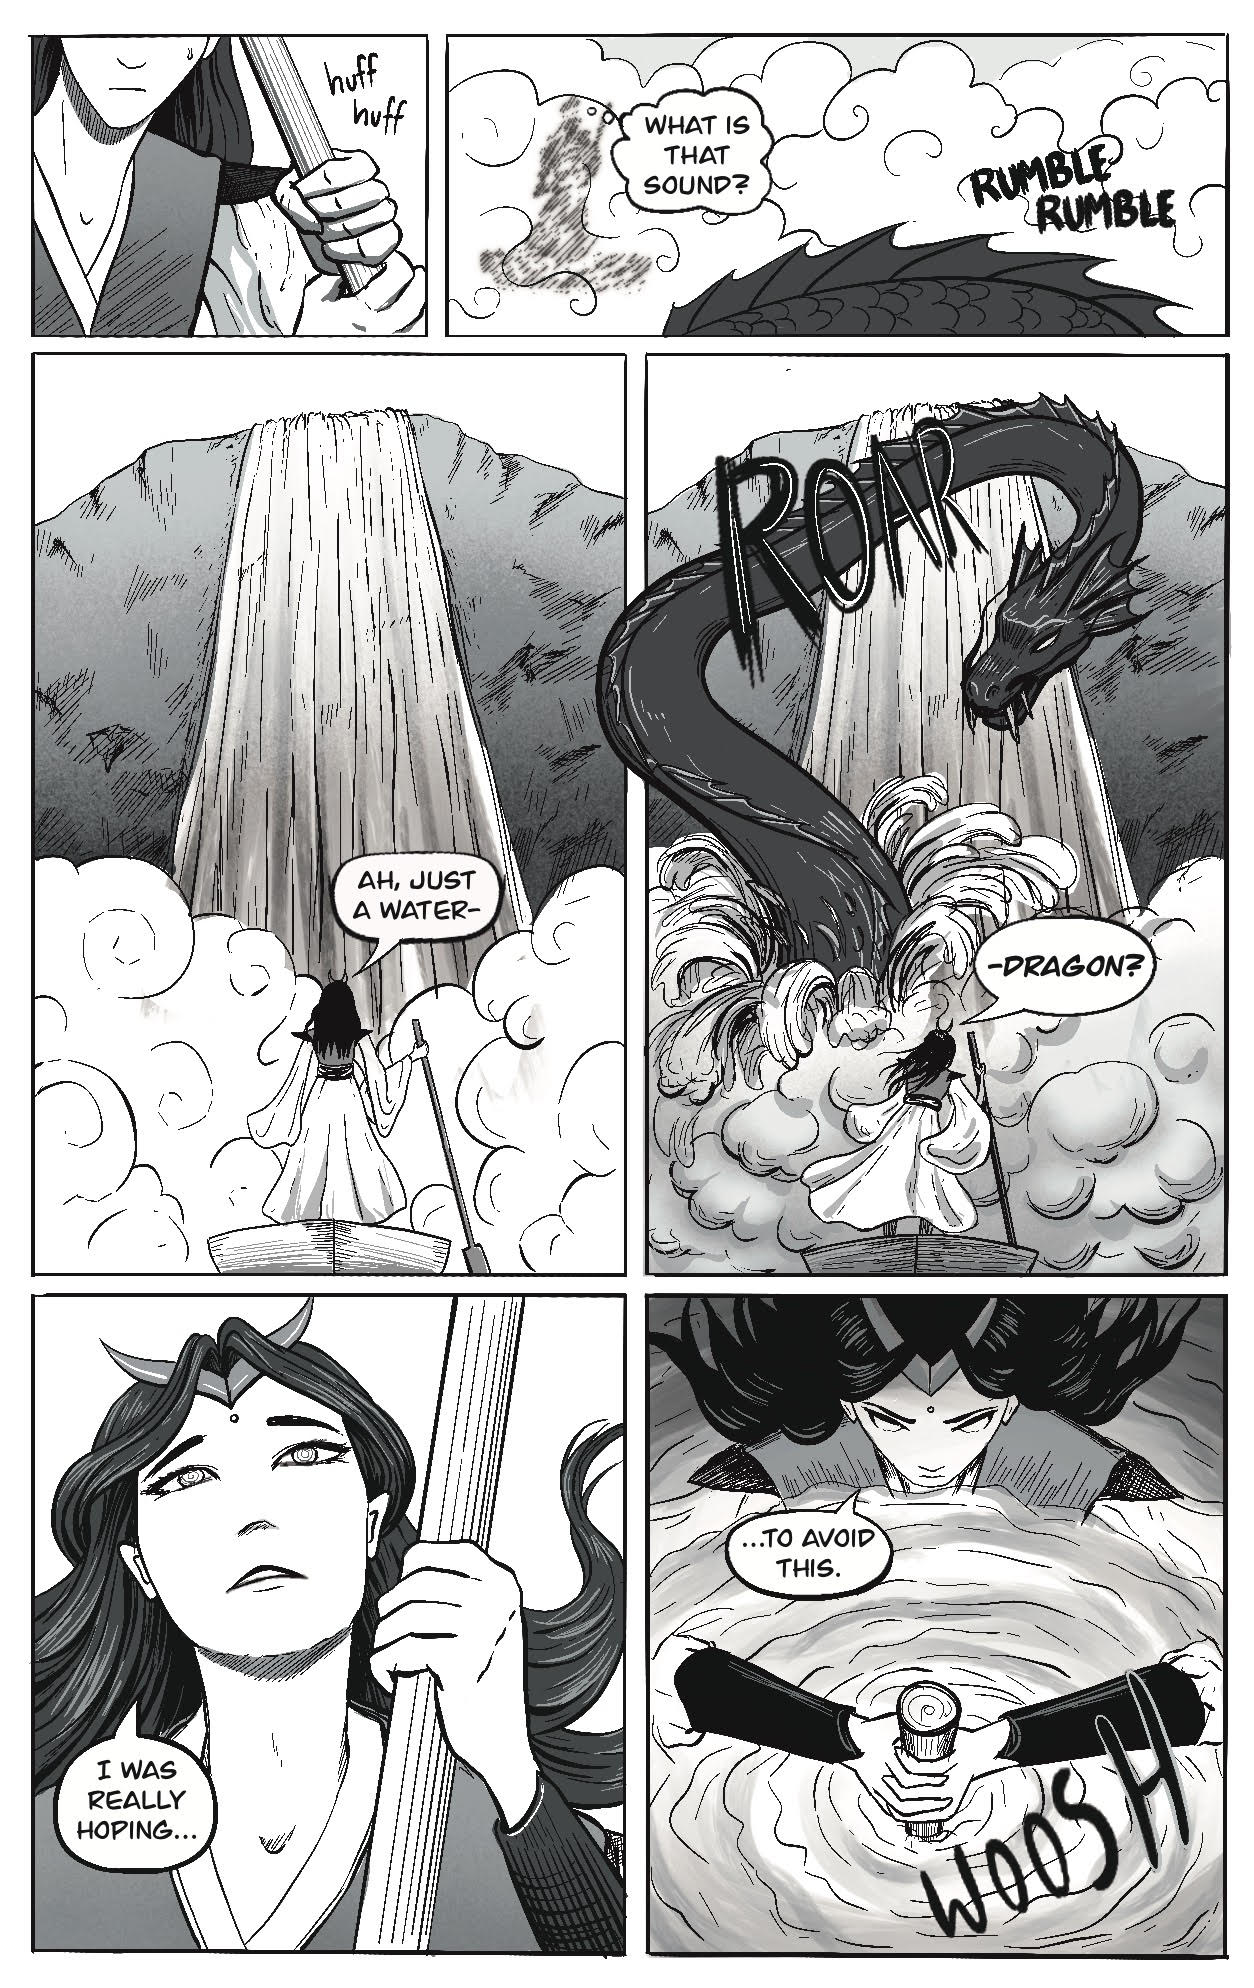 huff
huff
WHAT IS
THAT
SOUND?
RUMBLE
RUMBLE
AH, JUST
A WATER-
ROAR
-DRAGON?
I WAS
REALLY
HOPING...
...TO AVOID
THIS.
WOOSH